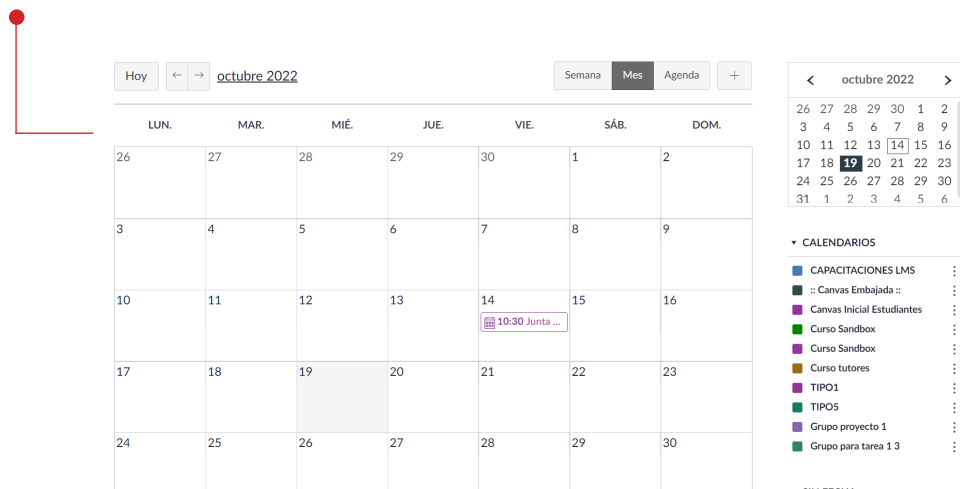 Hoy ← → octubre 2022 Semana Mes Agenda +
LUN. MAR. MIÉ. JUE. VIE. SÁB. DOM.
26 27 28 29 30 1 2
3 4 5 6 7 8 9
10 11 12 13 14 15 16
10:30 Junta ...
17 18 19 20 21 22 23
24 25 26 27 28 29 30
octubre 2022
26 27 28 29 30 1 2
3 4 5 6 7 8 9
10 11 12 13 14 15 16
17 18 19 20 21 22 23
24 25 26 27 28 29 30
31 1 2 3 4 5 6
CALENDARIOS
CAPACITACIONES LMS
:: Canvas Embajada ::
Canvas Inicial Estudiantes
Curso Sandbox
Curso Sandbox
Curso tutores
TIPO1
TIPO5
Grupo proyecto 1
Grupo para tarea 1 3